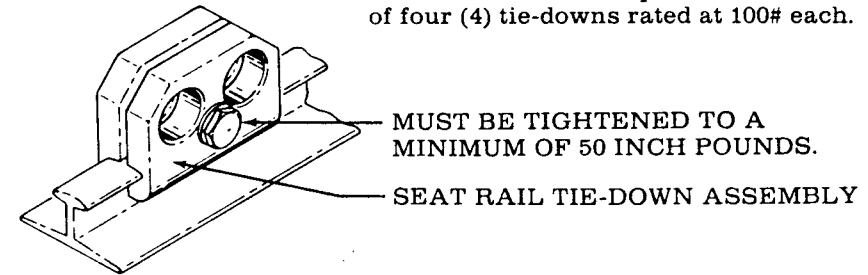 of four (4) tie-downs rated at 100# each.
MUST BE TIGHTENED TO A
MINIMUM OF 50 INCH POUNDS.
SEAT RAIL TIE-DOWN ASSEMBLY